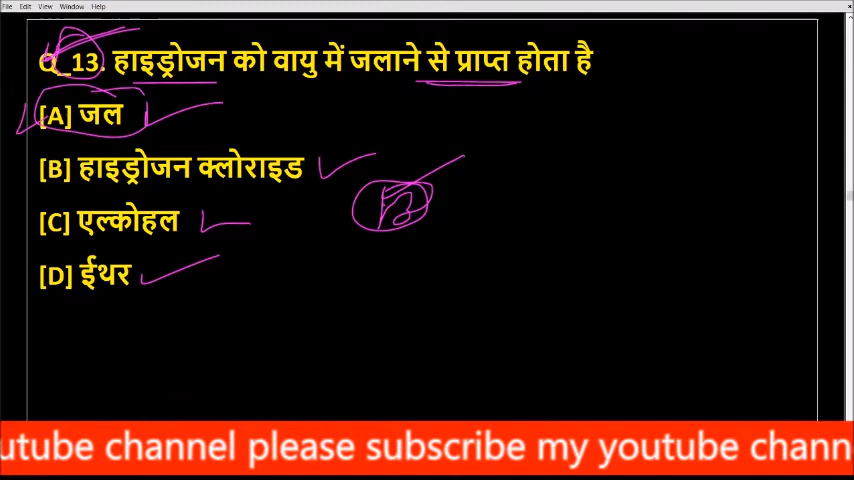 File Edit View Window Help
Q_13. हाइड्रोजन को वायु में जलाने से प्राप्त होता है
[A] जल
[B] हाइड्रोजन क्लोराइड
[C] एल्कोहल
[D] ईथर
utube channel please subscribe my youtube chann